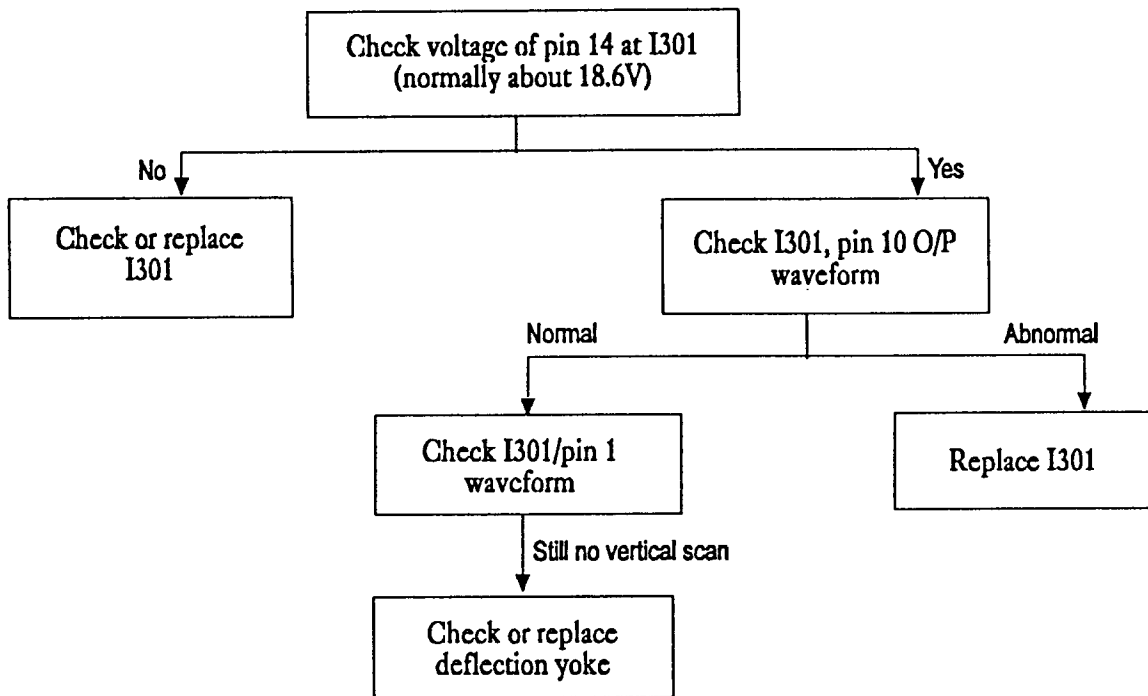 Check voltage of pin 14 at I301
(normally about 18.6V)
No
Yes
Check or replace
I301
Check I301, pin 10 O/P
waveform
Normal
Abnormal
Check I301/pin 1
waveform
Replace I301
Still no vertical scan
Check or replace
deflection yoke